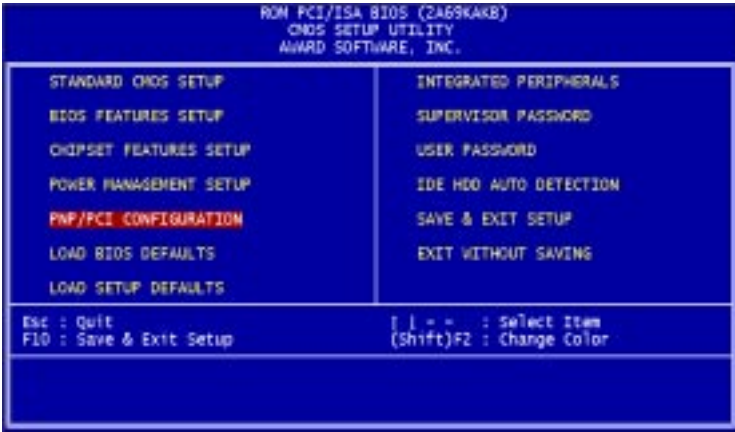 ROM PCI/ISA BIOS (2A69KAKB)
CMOS SETUP UTILITY
AWARD SOFTWARE, INC.
STANDARD CMOS SETUP
BIOS FEATURES SETUP
CHIPSET FEATURES SETUP
POWER MANAGEMENT SETUP
PNP/PCI CONFIGURATION
LOAD BIOS DEFAULTS
LOAD SETUP DEFAULTS
INTEGRATED PERIPHERALS
SUPERVISOR PASSWORD
USER PASSWORD
IDE HDD AUTO DETECTION
SAVE & EXIT SETUP
EXIT WITHOUT SAVING
Esc : Quit
F10 : Save & Exit Setup
: Select Item
(Shift)F2 : Change Color